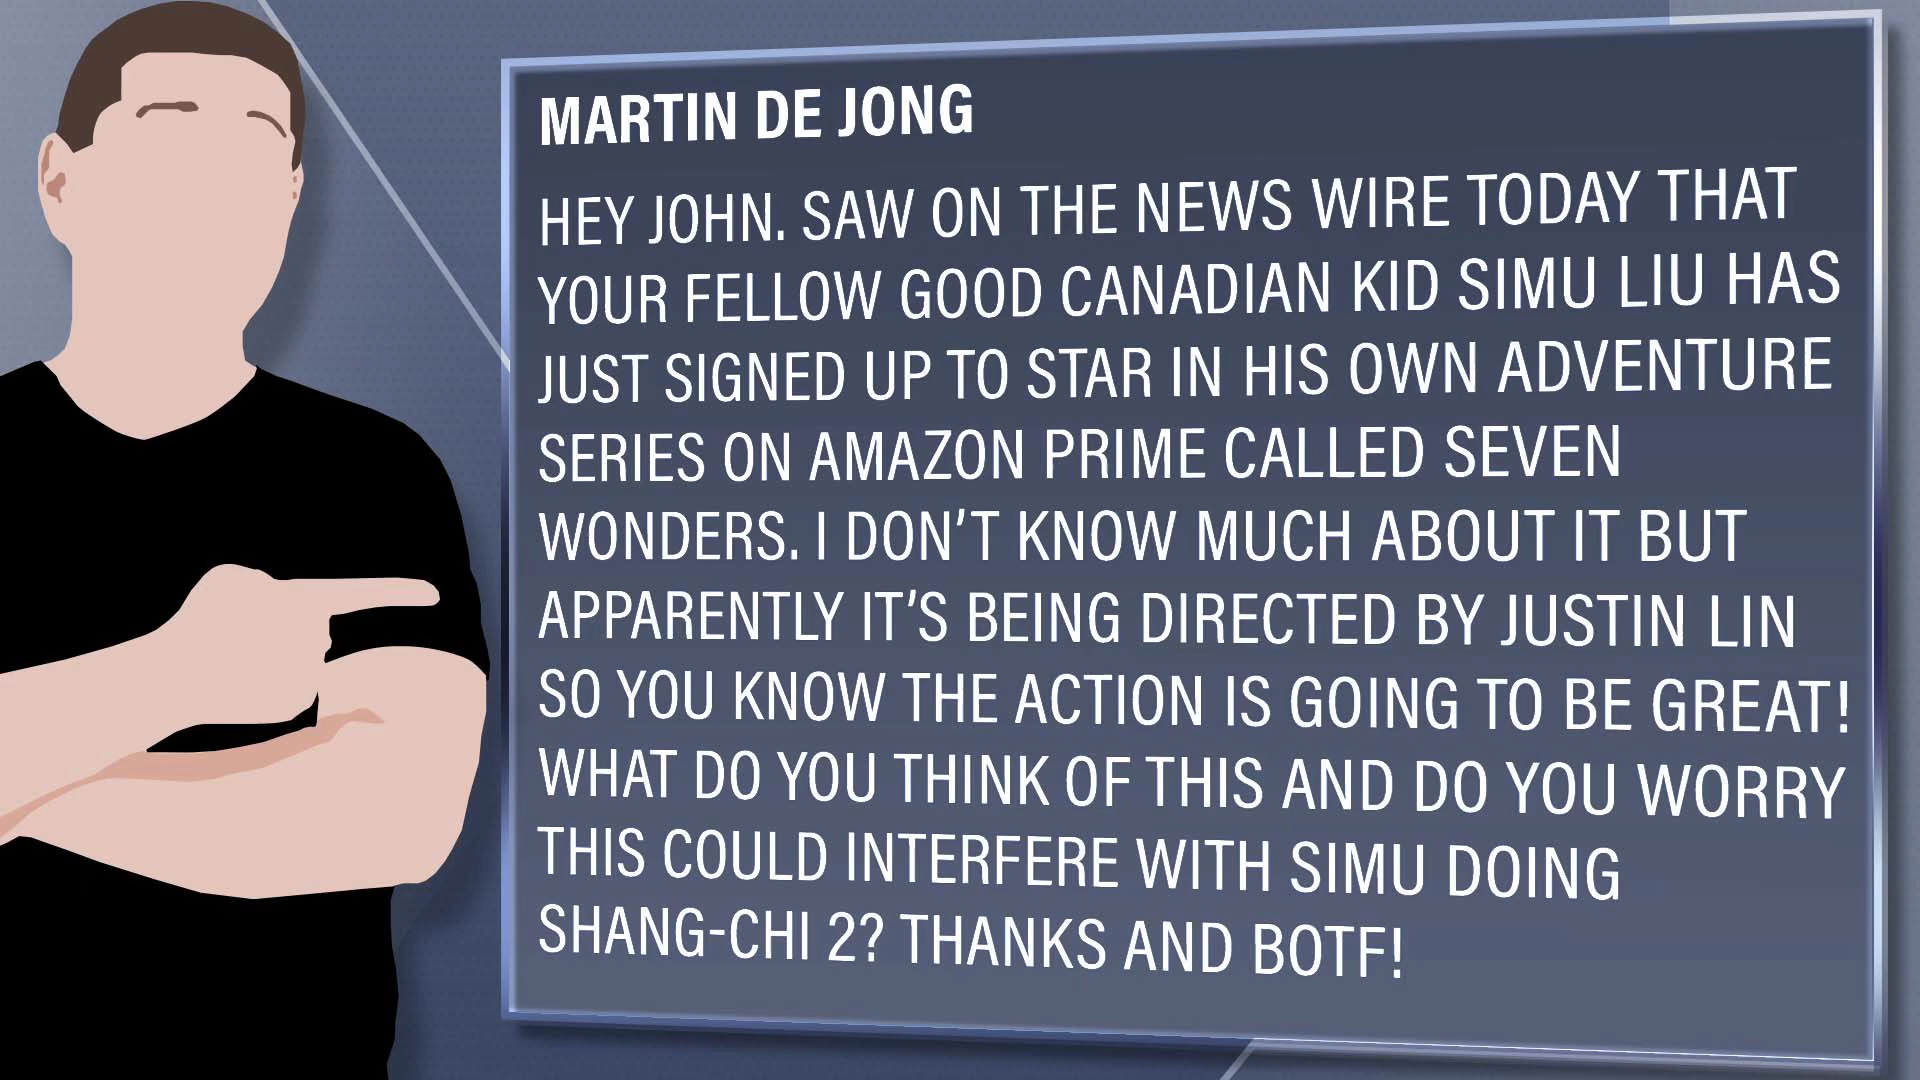 MARTIN DE JONG
HEY JOHN. SAW ON THE NEWS WIRE TODAY THAT
YOUR FELLOW GOOD CANADIAN KID SIMU LIU HAS
JUST SIGNED UP TO STAR IN HIS OWN ADVENTURE
SERIES ON AMAZON PRIME CALLED SEVEN
WONDERS. I DON'T KNOW MUCH ABOUT IT BUT
APPARENTLY IT'S BEING DIRECTED BY JUSTIN LIN
SO YOU KNOW THE ACTION IS GOING TO BE GREAT!
WHAT DO YOU THINK OF THIS AND DO YOU WORRY
THIS COULD INTERFERE WITH SIMU DOING
SHANG-CHI 2? THANKS AND BOTF!